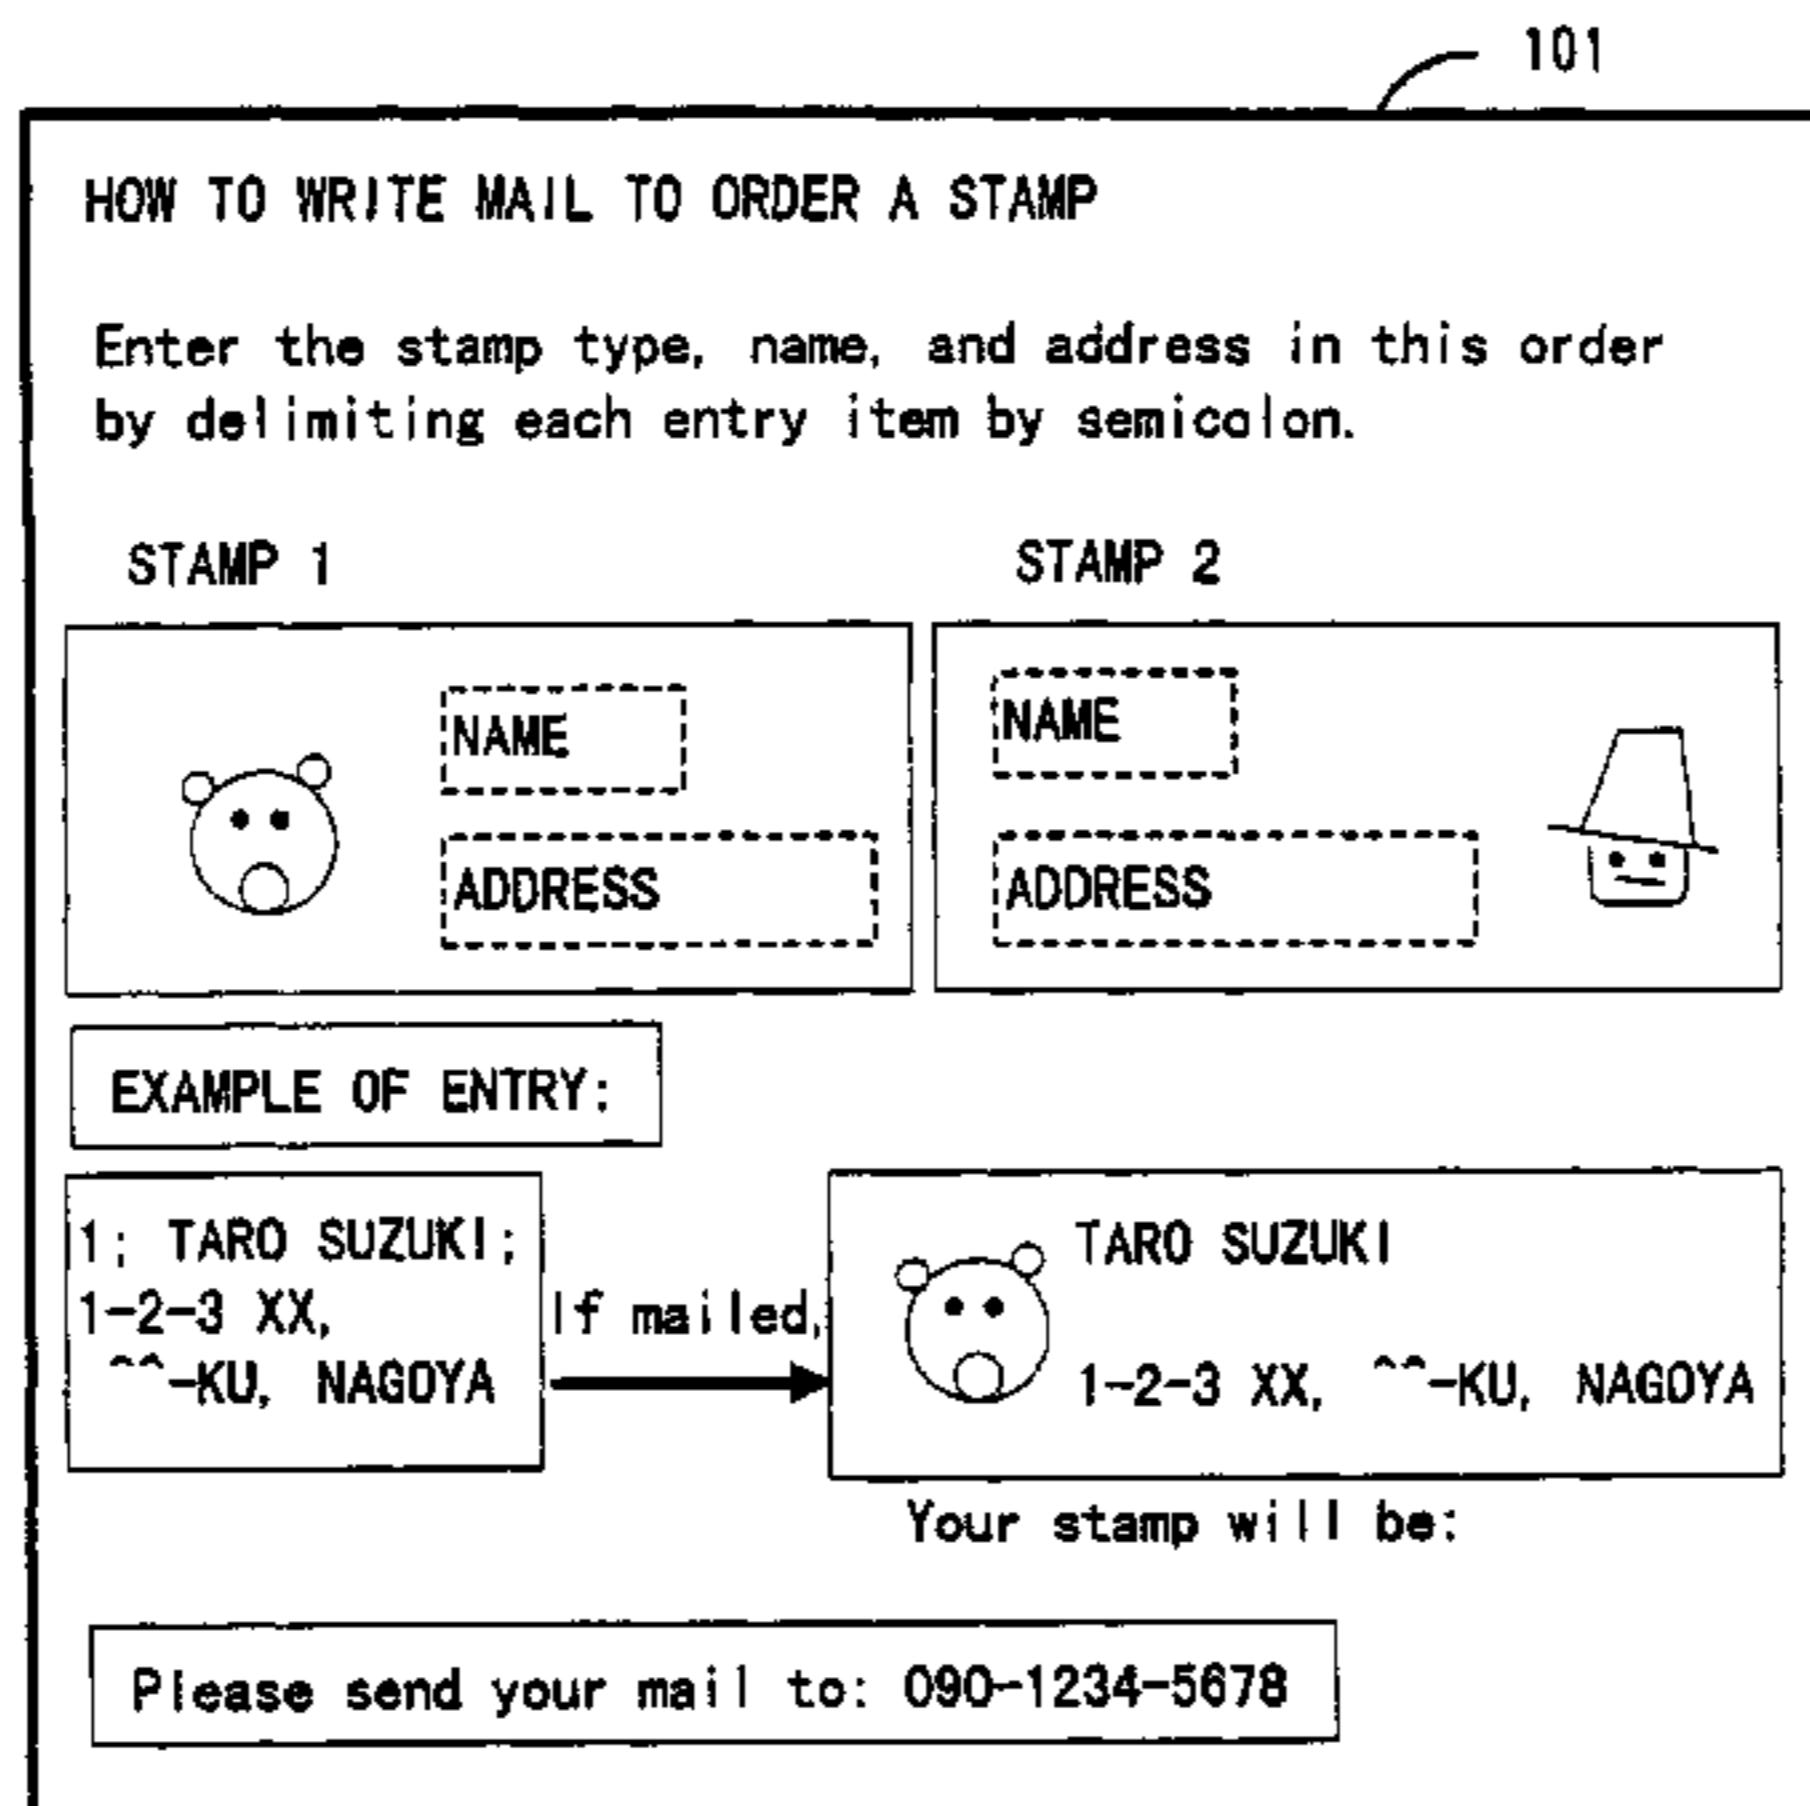 101
HOW TO WRITE MAIL TO ORDER A STAMP
Enter the stamp type, name, and address in this order
by delimiting each entry item by semicolon.
STAMP 1
STAMP 2
NAME
ADDRESS
NAME
ADDRESS
EXAMPLE OF ENTRY:
1; TARO SUZUKI;
1-2-3 XX,
^^-KU, NAGOYA
If mailed,
TARO SUZUKI
1-2-3 XX, ^^-KU, NAGOYA
Your stamp will be:
Please send your mail to: 090-1234-5678